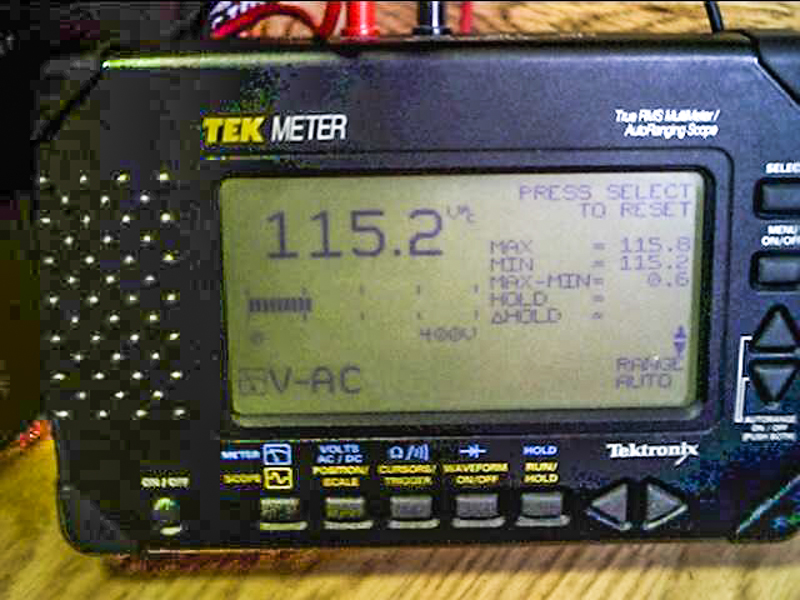 TEK METER
True RMS MultiMeter/
AutoRanging Scope
115.2
PRESS SELECT
TO RESET
MAX = 115.8
MIN = 115.2
MAX-MIN= 0.6
HOLD =
ΔHOLD =
0
400V
V-AC
RANGE
AUTO
SELEC
MENU
ON/OFF
AUTORANGE
ON / OFF
(PUSH BOTH)
Tektronix
METER
VOLTS
AC / DC
Ω
HOLD
SCOPE
POSITION/
SCALE
CURSORS/
TRIGGER
WAVEFORM
ON/OFF
RUN/
HOLD
ON/OFF